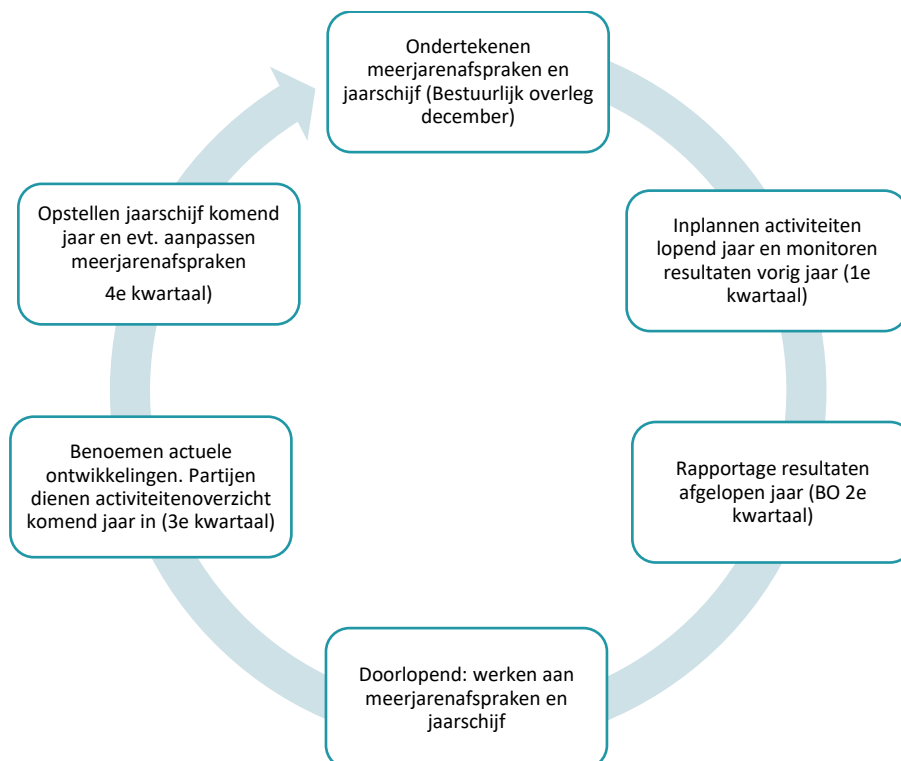 Ondertekenen
meerjarenafspraken en
jaarschijf (Bestuurlijk overleg
december)
Inplannen activiteiten
lopend jaar en monitoren
resultaten vorig jaar (1e
kwartaal)
Rapportage resultaten
afgelopen jaar (BO 2e
kwartaal)
Doorlopend: werken aan
meerjarenafspraken en
jaarschijf
Benoemen actuele
ontwikkelingen. Partijen
dienen activiteitenoverzicht
komend jaar in (3e kwartaal)
Opstellen jaarschijf komend
jaar en evt. aanpassen
meerjarenafspraken
4e kwartaal)